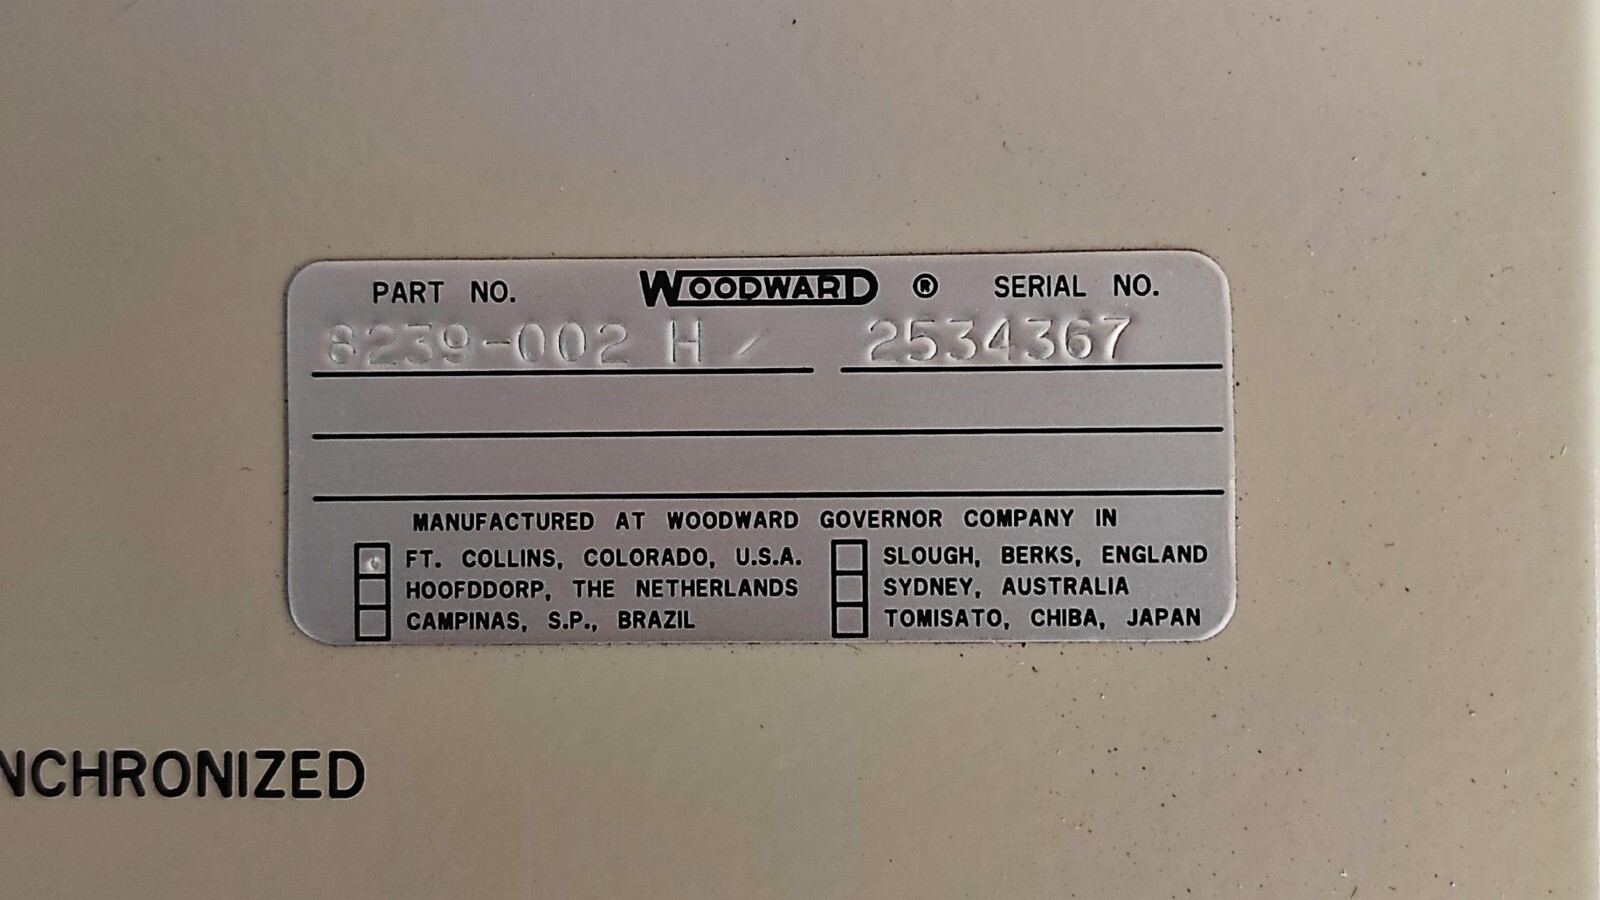 PART NO. WOODWARD ® SERIAL NO.
8239-002 H / 2534367
MANUFACTURED AT WOODWARD GOVERNOR COMPANY IN
FT. COLLINS, COLORADO, U.S.A. SLOUGH, BERKS, ENGLAND
HOOFDDORP, THE NETHERLANDS SYDNEY, AUSTRALIA
CAMPINAS, S.P., BRAZIL TOMISATO, CHIBA, JAPAN
NCHRONIZED